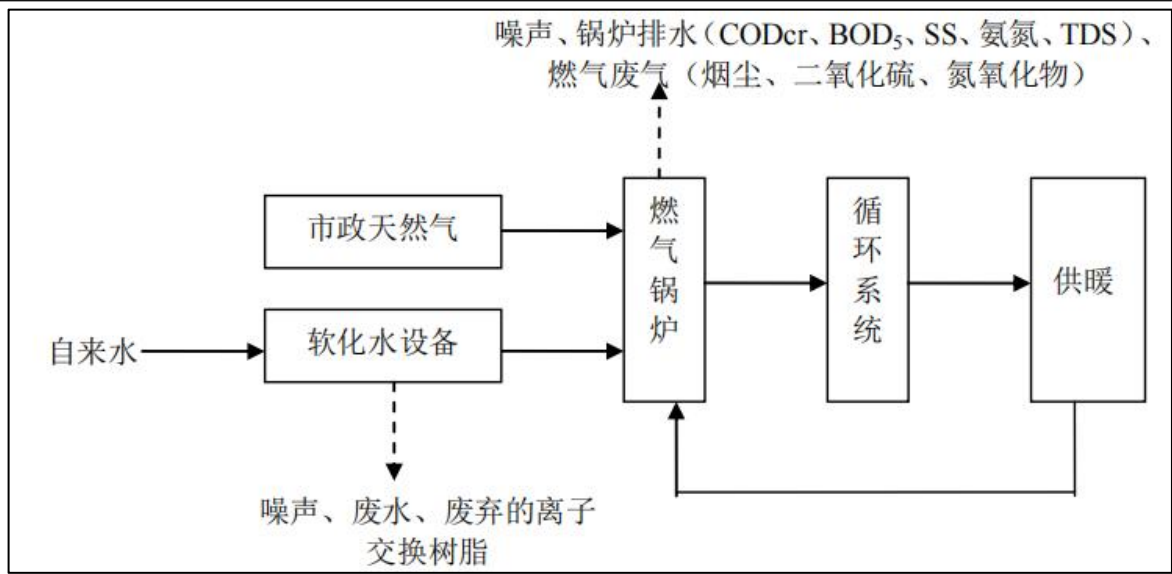 噪声、锅炉排水（CODcr、BOD₅、SS、氨氮、TDS）、
燃气废气（烟尘、二氧化硫、氮氧化物）
市政天然气
燃气锅炉
循环系统
供暖
自来水
软化水设备
噪声、废水、废弃的离子
交换树脂